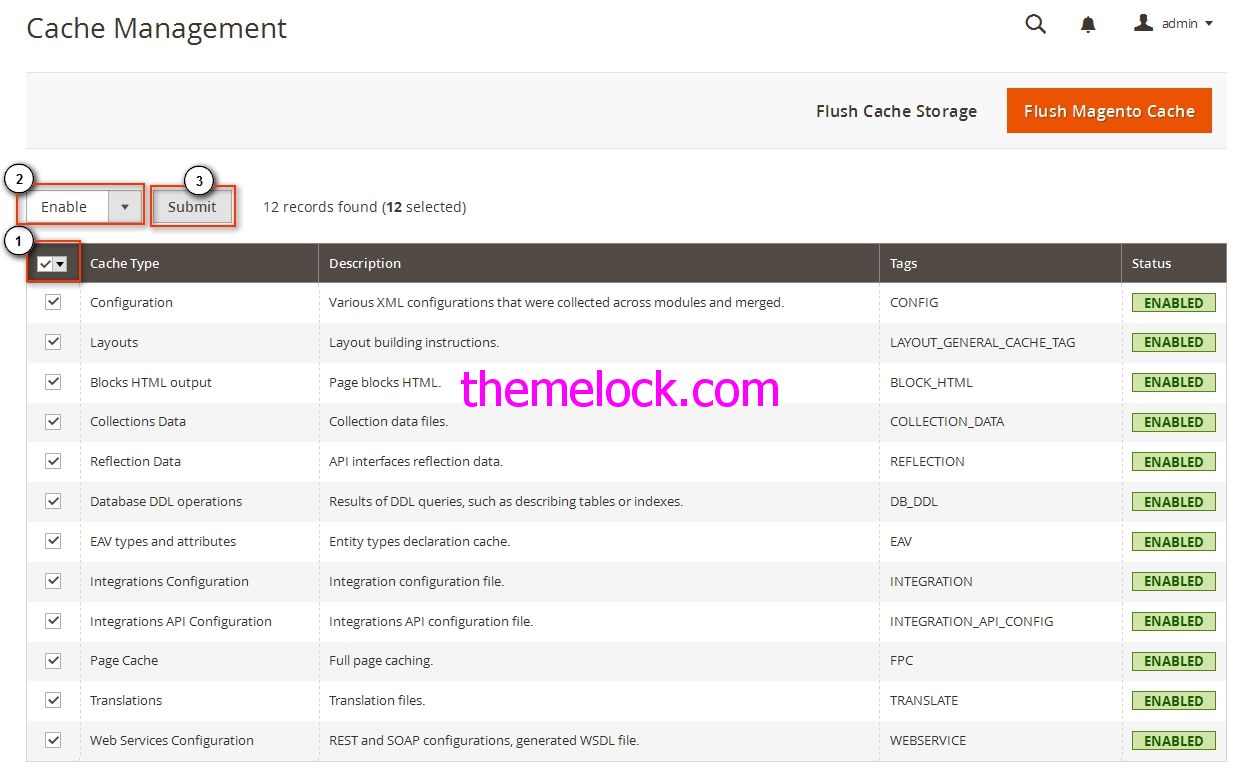 Cache Management
admin
Flush Cache Storage
Flush Magento Cache
2
3
Enable
Submit
12 records found (12 selected)
1
Cache Type Description Tags Status
Configuration Various XML configurations that were collected across modules and merged. CONFIG ENABLED
Layouts Layout building instructions. LAYOUT_GENERAL_CACHE_TAG ENABLED
Blocks HTML output Page blocks HTML. BLOCK_HTML ENABLED
themelock.com
Collections Data Collection data files. COLLECTION_DATA ENABLED
Reflection Data API interfaces reflection data. REFLECTION ENABLED
Database DDL operations Results of DDL queries, such as describing tables or indexes. DB_DDL ENABLED
EAV types and attributes Entity types declaration cache. EAV ENABLED
Integrations Configuration Integration configuration file. INTEGRATION ENABLED
Integrations API Configuration Integrations API configuration file. INTEGRATION_API_CONFIG ENABLED
Page Cache Full page caching. FPC ENABLED
Translations Translation files. TRANSLATE ENABLED
Web Services Configuration REST and SOAP configurations, generated WSDL file. WEBSERVICE ENABLED